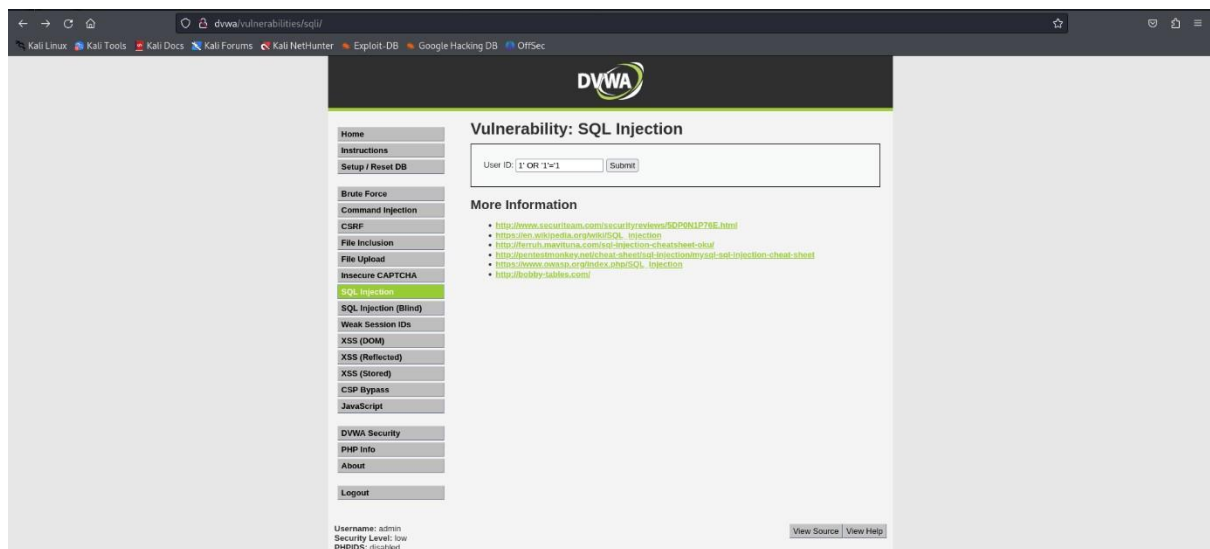 dvwa/vulnerabilities/sqli/
Kali Linux Kali Tools Kali Docs Kali Forums Kali NetHunter Exploit-DB Google Hacking DB OffSec
DVWA
Home
Instructions
Setup / Reset DB
Brute Force
Command Injection
CSRF
File Inclusion
File Upload
Insecure CAPTCHA
SQL Injection
SQL Injection (Blind)
Weak Session IDs
XSS (DOM)
XSS (Reflected)
XSS (Stored)
CSP Bypass
JavaScript
DVWA Security
PHP Info
About
Logout
Vulnerability: SQL Injection
User ID: 1' OR '1'='1 Submit
More Information
http://www.securiteam.com/securityreviews/5DP0N1P76E.html
https://en.wikipedia.org/wiki/SQL_injection
http://ferruh.mavituna.com/sql-injection-cheatsheet-oku/
http://pentestmonkey.net/cheat-sheet/sql-injection/mysql-sql-injection-cheat-sheet
https://www.owasp.org/index.php/SQL_Injection
http://bobby-tables.com/
Username: admin
Security Level: low
PHPIDS: disabled
View Source View Help